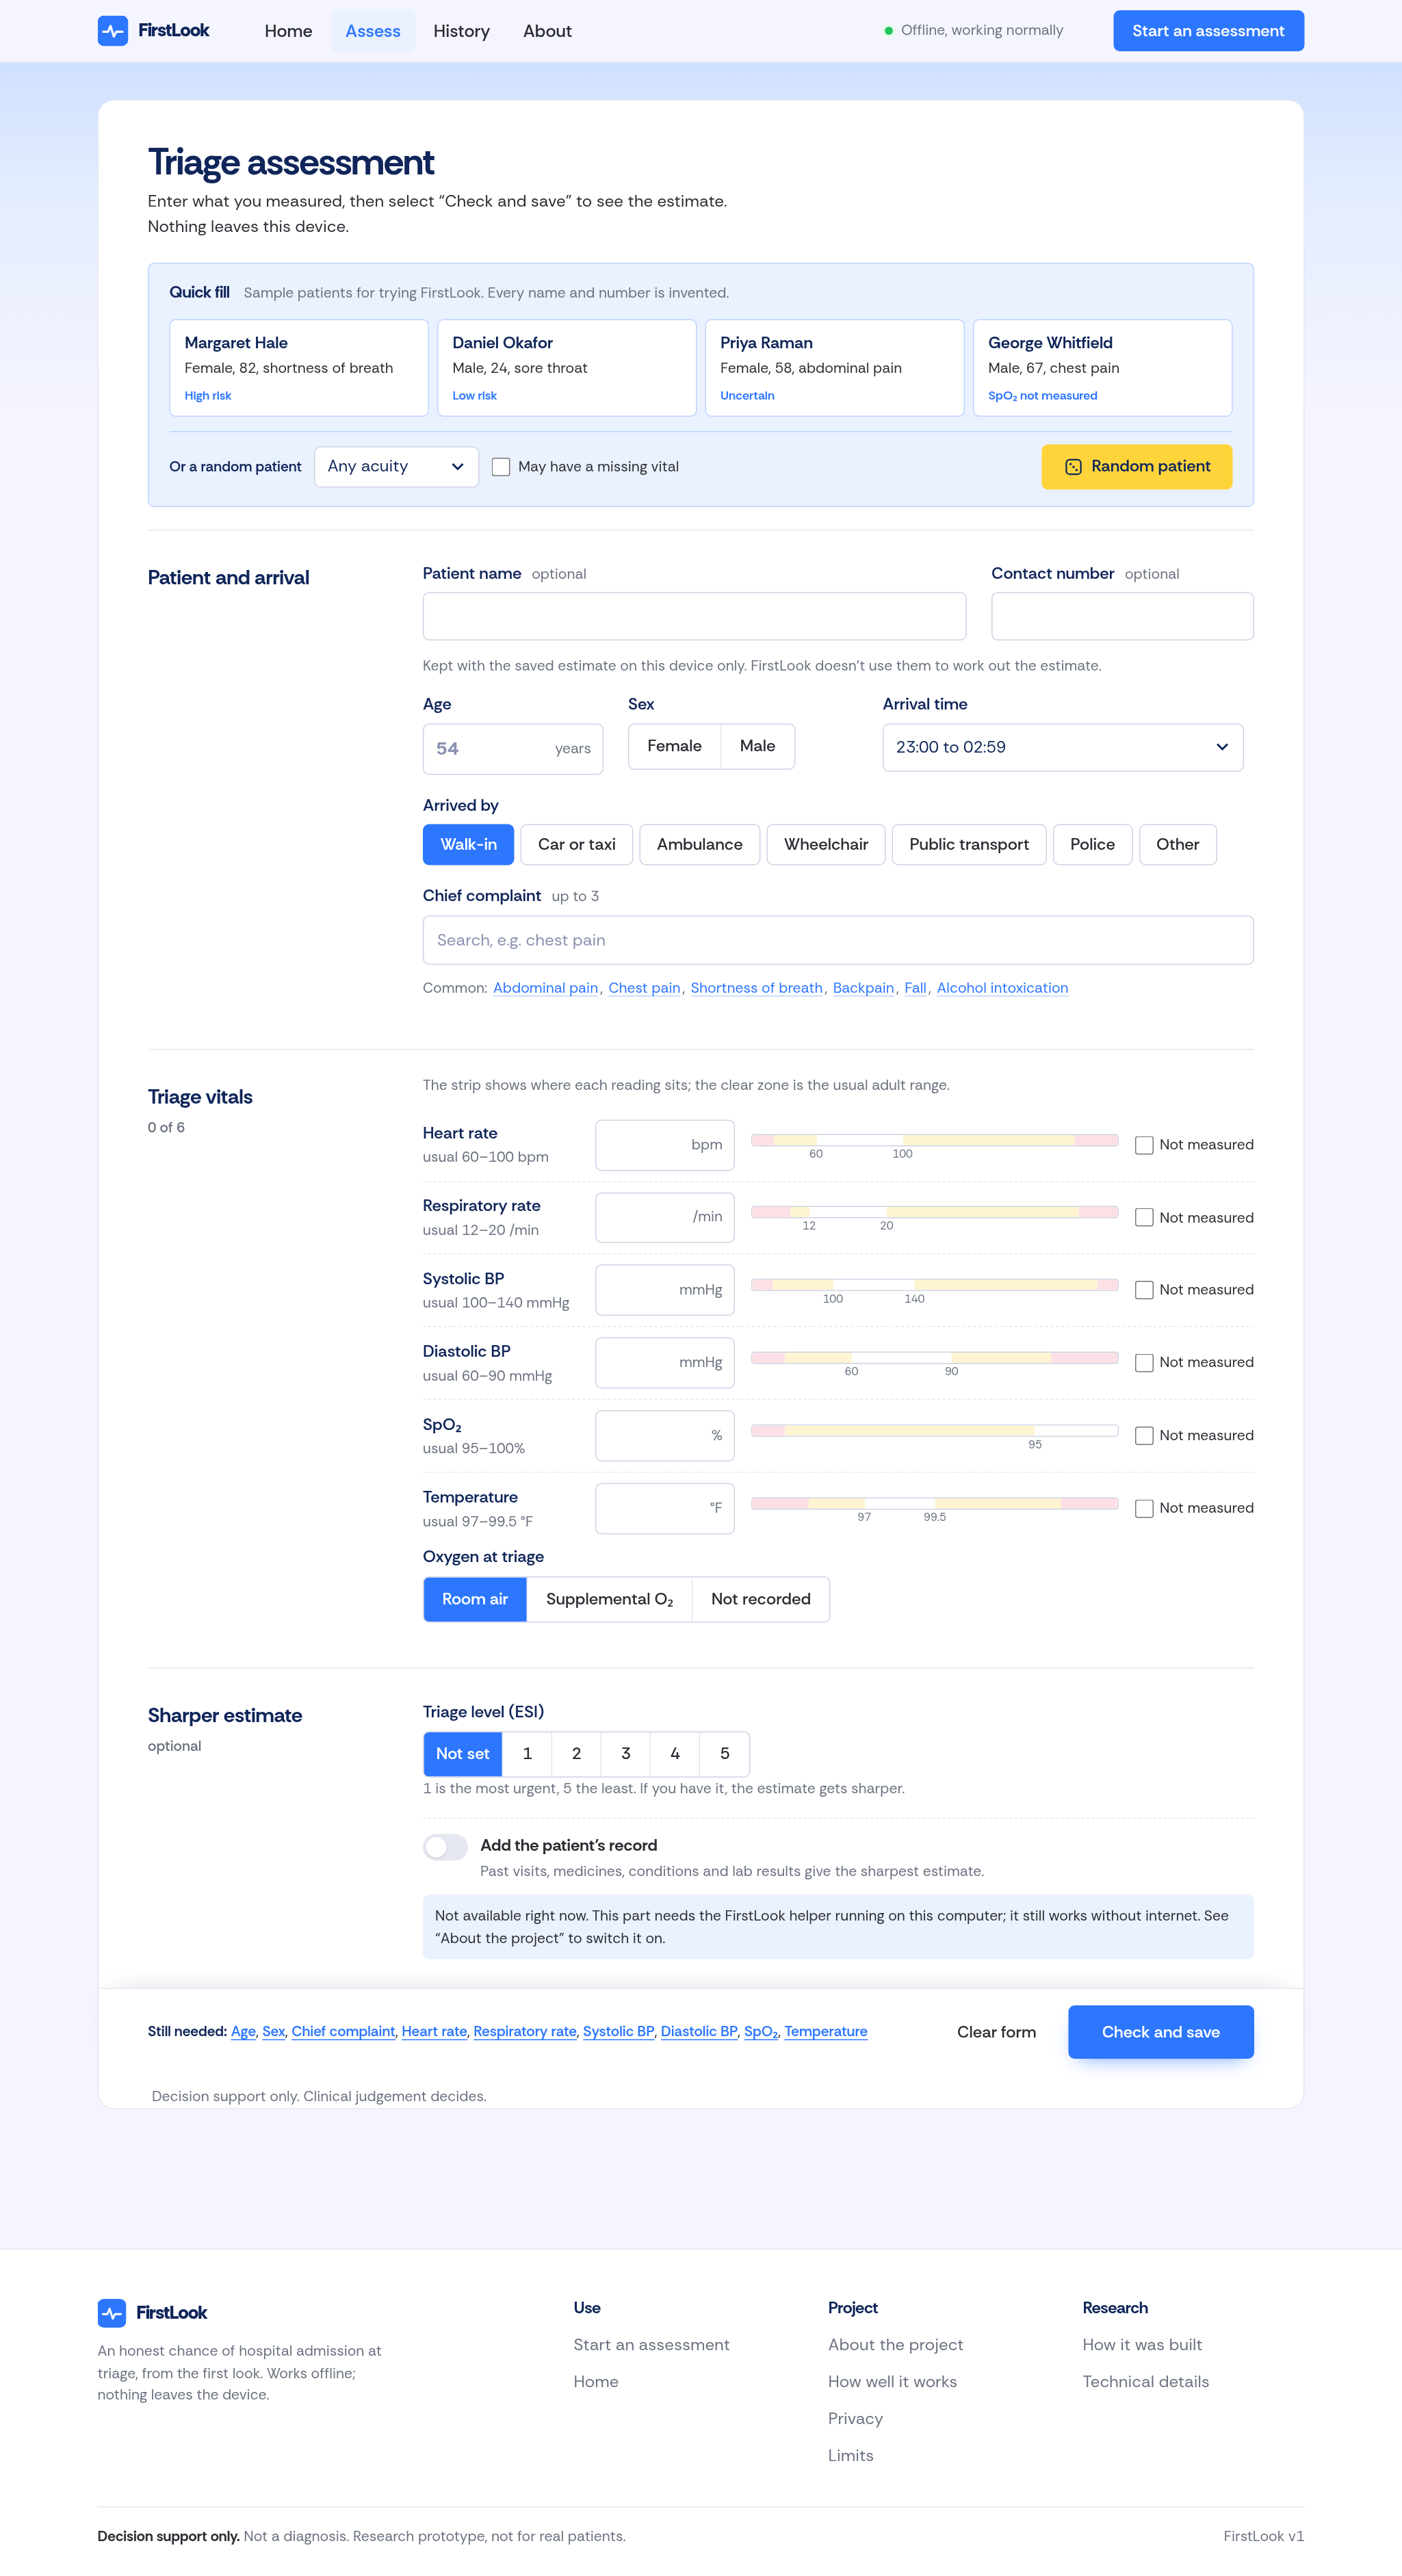 FirstLook Home Assess History About Offline, working normally Start an assessment
Triage assessment
Enter what you measured, then select “Check and save” to see the estimate.
Nothing leaves this device.
Quick fill Sample patients for trying FirstLook. Every name and number is invented.
Margaret Hale
Female, 82, shortness of breath
High risk
Daniel Okafor
Male, 24, sore throat
Low risk
Priya Raman
Female, 58, abdominal pain
Uncertain
George Whitfield
Male, 67, chest pain
SpO₂ not measured
Or a random patient Any acuity May have a missing vital Random patient
Patient and arrival
Patient name optional Contact number optional
Kept with the saved estimate on this device only. FirstLook doesn’t use them to work out the estimate.
Age Sex Arrival time
54 years Female Male 23:00 to 02:59
Arrived by
Walk-in Car or taxi Ambulance Wheelchair Public transport Police Other
Chief complaint up to 3
Search, e.g. chest pain
Common: Abdominal pain, Chest pain, Shortness of breath, Backpain, Fall, Alcohol intoxication
Triage vitals
0 of 6
The strip shows where each reading sits; the clear zone is the usual adult range.
Heart rate
usual 60–100 bpm
bpm
60 100
Not measured
Respiratory rate
usual 12–20 /min
/min
12 20
Not measured
Systolic BP
usual 100–140 mmHg
mmHg
100 140
Not measured
Diastolic BP
usual 60–90 mmHg
mmHg
60 90
Not measured
SpO₂
usual 95–100%
%
95
Not measured
Temperature
usual 97–99.5 °F
°F
97 99.5
Not measured
Oxygen at triage
Room air Supplemental O₂ Not recorded
Sharper estimate
optional
Triage level (ESI)
Not set 1 2 3 4 5
1 is the most urgent, 5 the least. If you have it, the estimate gets sharper.
Add the patient’s record
Past visits, medicines, conditions and lab results give the sharpest estimate.
Not available right now. This part needs the FirstLook helper running on this computer; it still works without internet. See
“About the project” to switch it on.
Still needed: Age, Sex, Chief complaint, Heart rate, Respiratory rate, Systolic BP, Diastolic BP, SpO₂, Temperature
Clear form Check and save
Decision support only. Clinical judgement decides.
FirstLook
An honest chance of hospital admission at
triage, from the first look. Works offline;
nothing leaves the device.
Use
Start an assessment
Home
Project
About the project
How well it works
Privacy
Limits
Research
How it was built
Technical details
Decision support only. Not a diagnosis. Research prototype, not for real patients.
FirstLook v1